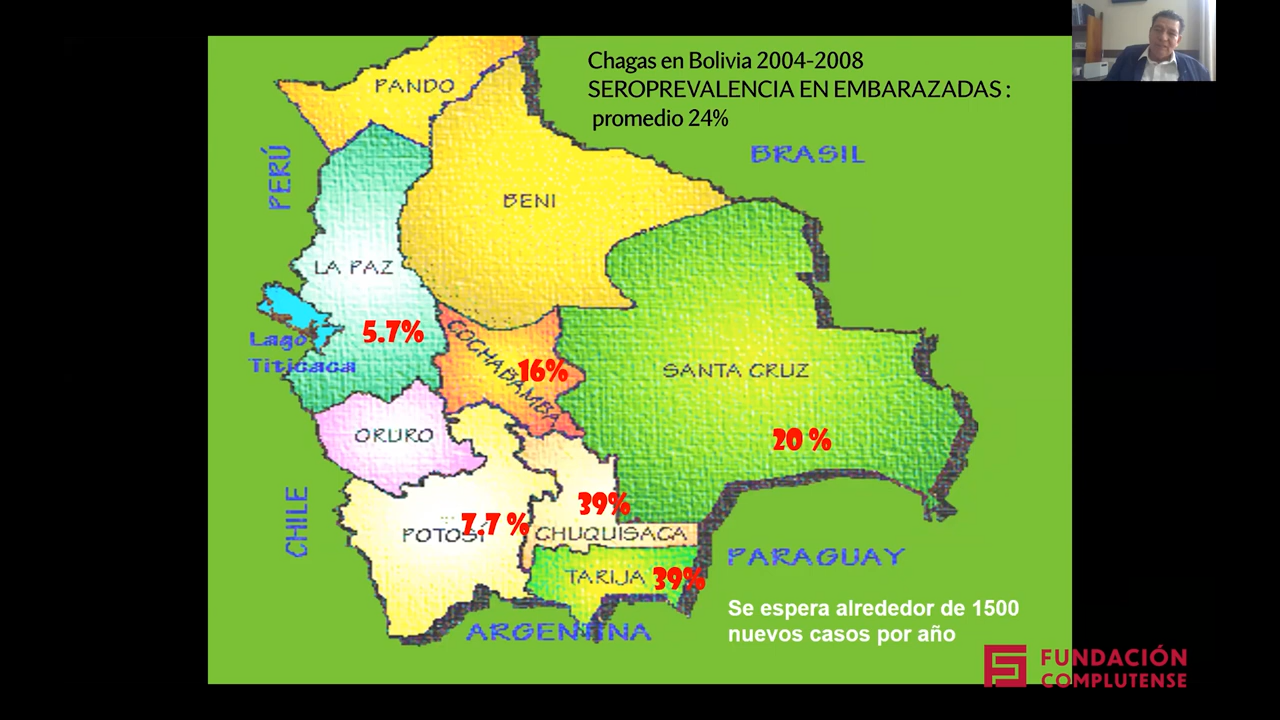 Chagas en Bolivia 2004-2008
SEROPREVALENCIA EN EMBARAZADAS :
promedio 24%
PANDO
BRASIL
PERÚ
BENI
LA PAZ
Lago
Titicaca
5.7%
COCHABAMBA
16%
SANTA CRUZ
ORURO
20 %
CHILE
39%
7.7 %
POTOSÍ
CHUQUISACA
PARAGUAY
TARIJA
39%
Se espera alrededor de 1500
nuevos casos por año
ARGENTINA
FUNDACIÓN
COMPLUTENSE